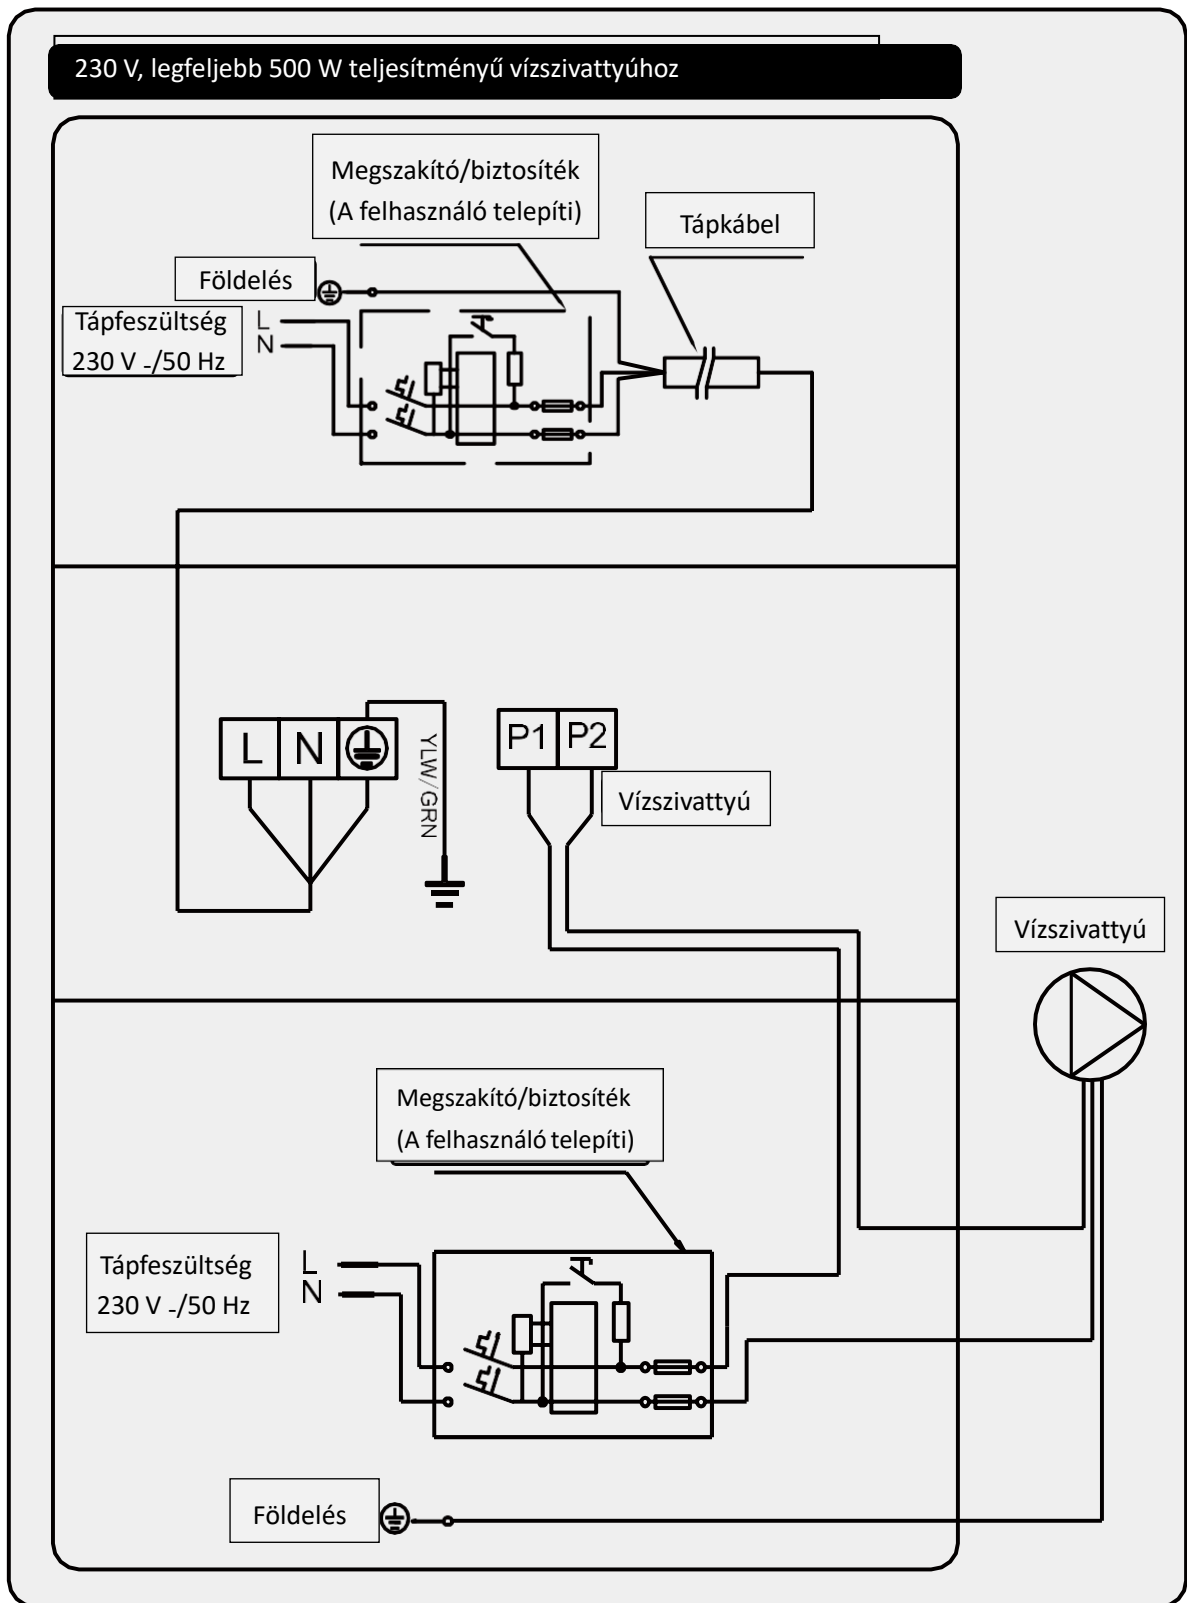 230 V, legfeljebb 500 W teljesítményű vízszivattyúhoz
Megszakító/biztosíték
(A felhasználó telepíti)
Tápkábel
Földelés
Tápfeszültség
230 V -/50 Hz
L
N
L N
YLW/GRN
P1 P2
Vízszivattyú
Vízszivattyú
Megszakító/biztosíték
(A felhasználó telepíti)
Tápfeszültség
230 V -/50 Hz
L
N
Földelés